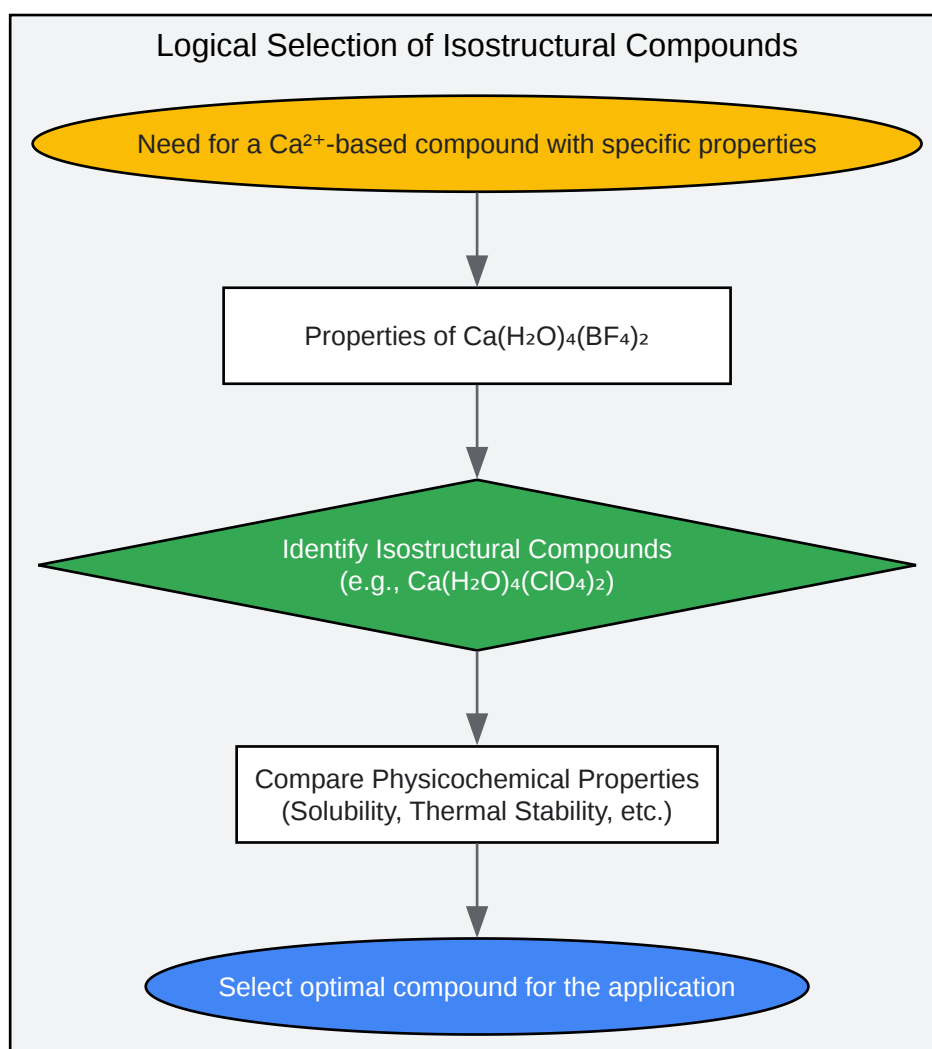 Logical Selection of Isostructural Compounds
Need for a Ca²⁺-based compound with specific properties
Properties of Ca(H₂O)₄(BF₄)₂
Identify Isostructural Compounds
(e.g., Ca(H₂O)₄(ClO₄)₂)
Compare Physicochemical Properties
(Solubility, Thermal Stability, etc.)
Select optimal compound for the application